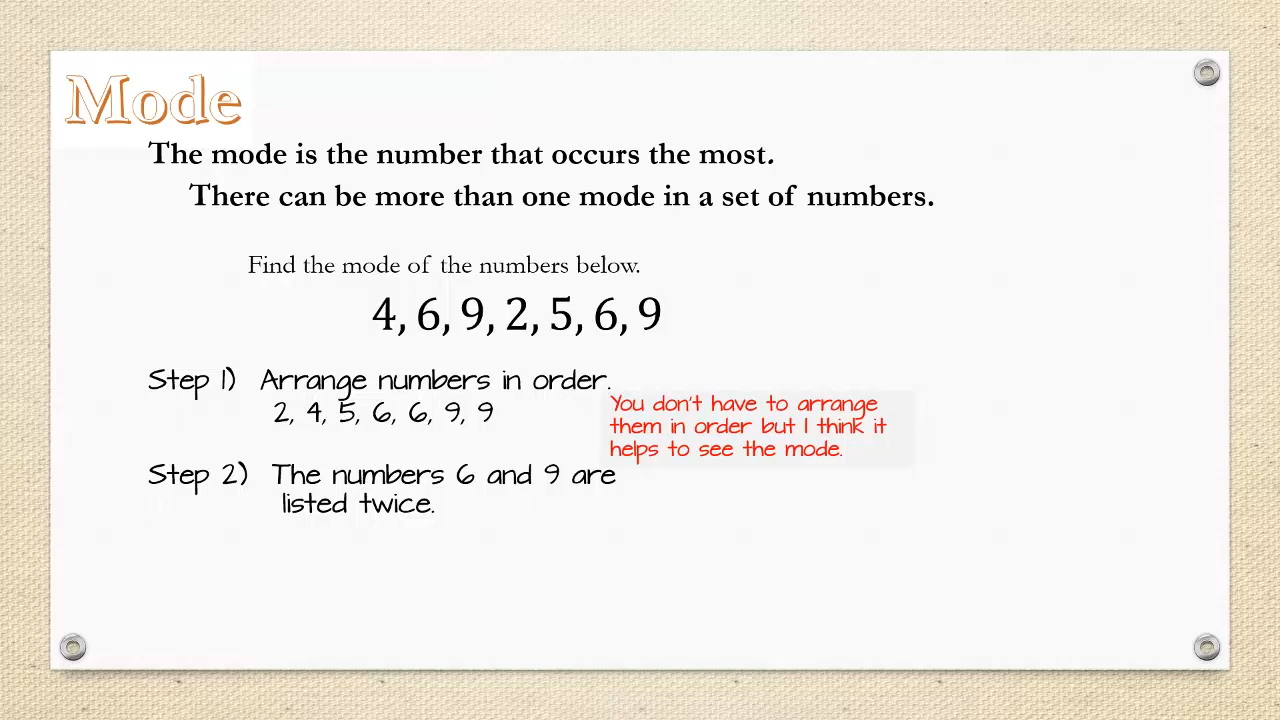 Mode
The mode is the number that occurs the most.
There can be more than one mode in a set of numbers.
Find the mode of the numbers below.
4, 6, 9, 2, 5, 6, 9
Step 1) Arrange numbers in order.
2, 4, 5, 6, 6, 9, 9
You don't have to arrange
them in order but I think it
helps to see the mode.
Step 2) The numbers 6 and 9 are
listed twice.